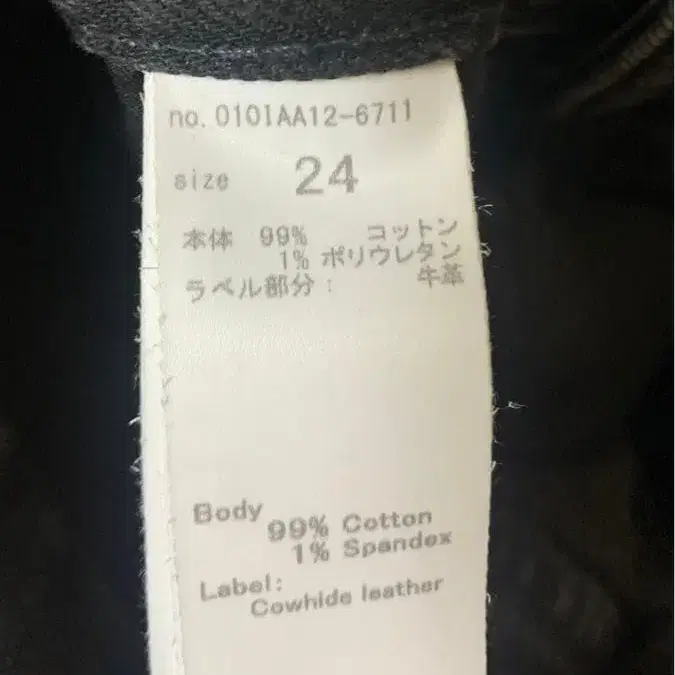 no. 0101AA12-6711
size 24
本体 99% コットン
1% ポリウレタン
ラベル部分: 牛革
Body
99% Cotton
1% Spandex
Label:
Cowhide leather